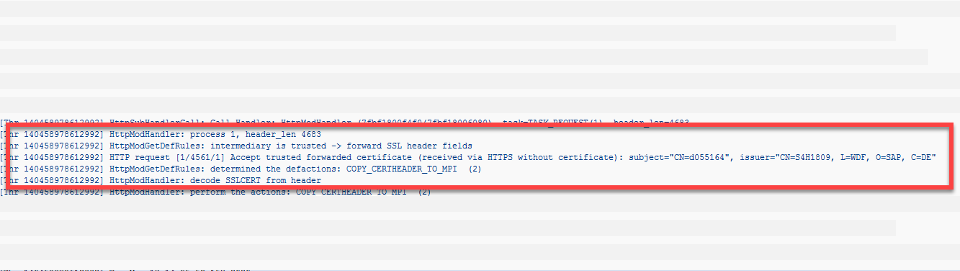 [Thr 140458978612992] HttpSubHandlerCall: Call Handler: HttpModHandler task=TASK_REQUEST(1), header_len=4683
[Thr 140458978612992] HttpModHandler: process 1, header_len 4683
[Thr 140458978612992] HttpModGetDefRules: intermediary is trusted -> forward SSL header fields
[Thr 140458978612992] HTTP request [1/4561/1] Accept trusted forwarded certificate (received via HTTPS without certificate): subject="CN=d055164", issuer="CN=S4H1809, L=WDF, O=SAP, C=DE"
[Thr 140458978612992] HttpModGetDefRules: determined the defactions: COPY_CERTHEADER_TO_MPI (2)
[Thr 140458978612992] HttpModHandler: decode SSLCERT from header
[Thr 140458978612992] HttpModHandler: perform the actions: COPY_CERTHEADER_TO_MPI (2)